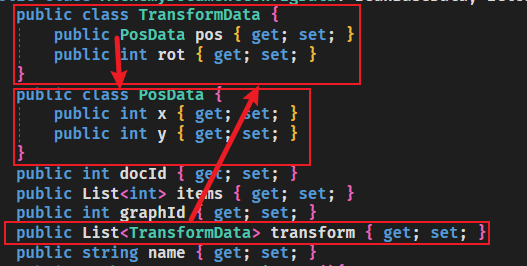 public class TransformData {
public PosData pos { get; set; }
public int rot { get; set; }
}
public class PosData {
public int x { get; set; }
public int y { get; set; }
}
public int docId { get; set; }
public List<int> items { get; set; }
public int graphId { get; set; }
public List<TransformData> transform { get; set; }
public string name { get; set; }